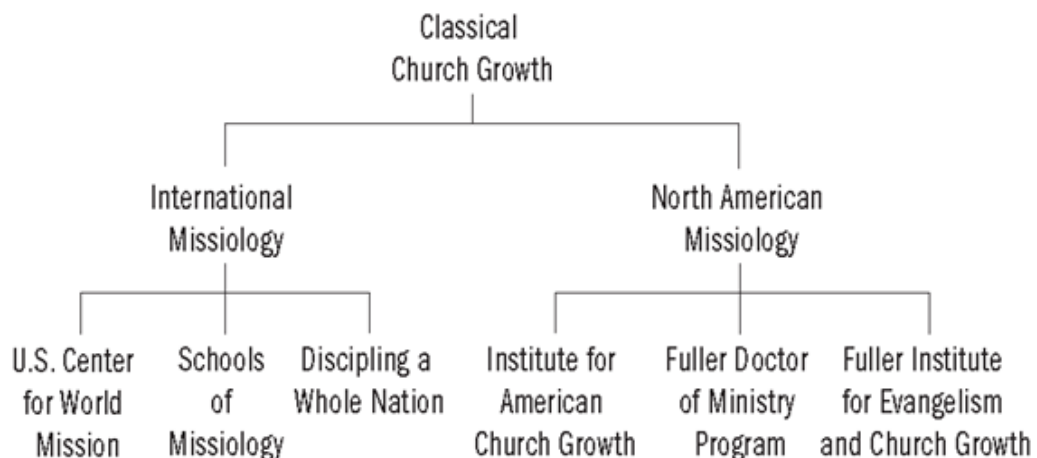 Classical
Church Growth
International
Missiology
North American
Missiology
U.S. Center
for World
Mission
Schools
of
Missiology
Discipling a
Whole Nation
Institute for
American
Church Growth
Fuller Doctor
of Ministry
Program
Fuller Institute
for Evangelism
and Church Growth